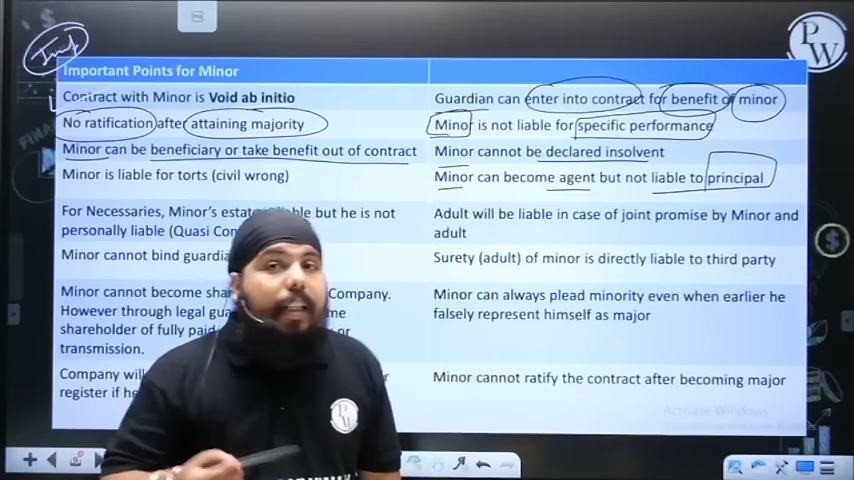 Imp
P
W
Important Points for Minor
Contract with Minor is Void ab initio
Guardian can enter into contract for benefit of minor
No ratification after attaining majority
Minor is not liable for specific performance
Minor can be beneficiary or take benefit out of contract
Minor cannot be declared insolvent
Minor is liable for torts (civil wrong)
Minor can become agent but not liable to principal
For Necessaries, Minor's estate liable but he is not
personally liable (Quasi Con
Adult will be liable in case of joint promise by Minor and
adult
Minor cannot bind guardia
Surety (adult) of minor is directly liable to third party
Minor cannot become sha Company.
However through legal gua me
shareholder of fully paid or
transmission.
Minor can always plead minority even when earlier he
falsely represent himself as major
Company will
register if he
Minor cannot ratify the contract after becoming major
Activate Windows